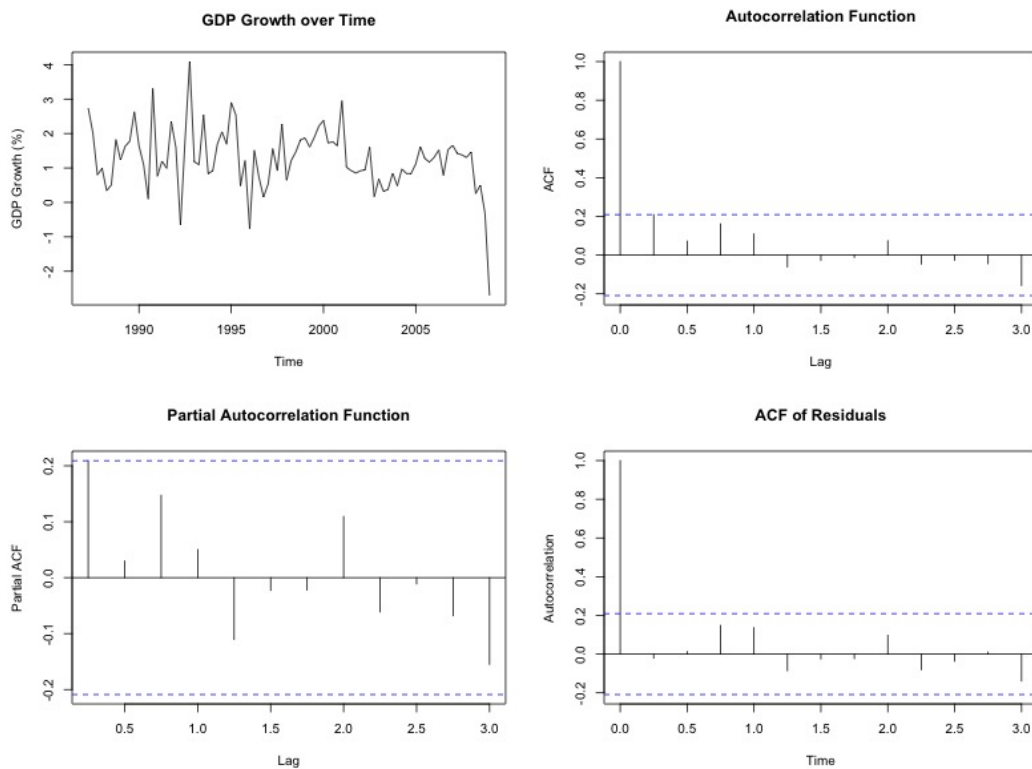 GDP Growth over Time
GDP Growth (%)
4
3
2
1
0
-1
-2
1990 1995 2000 2005
Time
Autocorrelation Function
ACF
1.0
0.8
0.6
0.4
0.2
0.0
-0.2
0.0 0.5 1.0 1.5 2.0 2.5 3.0
Lag
Partial Autocorrelation Function
Partial ACF
0.2
0.1
0.0
-0.1
-0.2
0.5 1.0 1.5 2.0 2.5 3.0
Lag
ACF of Residuals
Autocorrelation
1.0
0.8
0.6
0.4
0.2
0.0
-0.2
0.0 0.5 1.0 1.5 2.0 2.5 3.0
Time